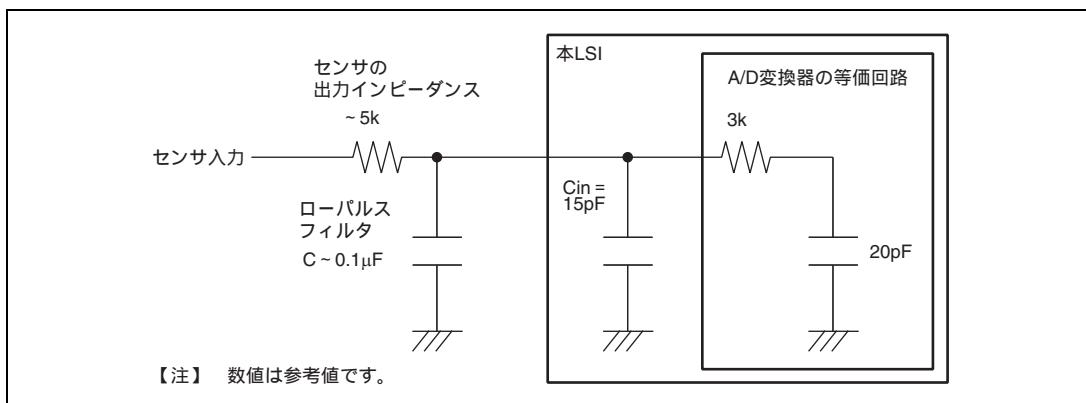 本LSI
センサの
出力インピーダンス
~ 5k
A/D変換器の等価回路
3k
センサ入力
Cin =
15pF
ローパルス
フィルタ
C ~ 0.1μF
20pF
【注】 数値は参考値です。